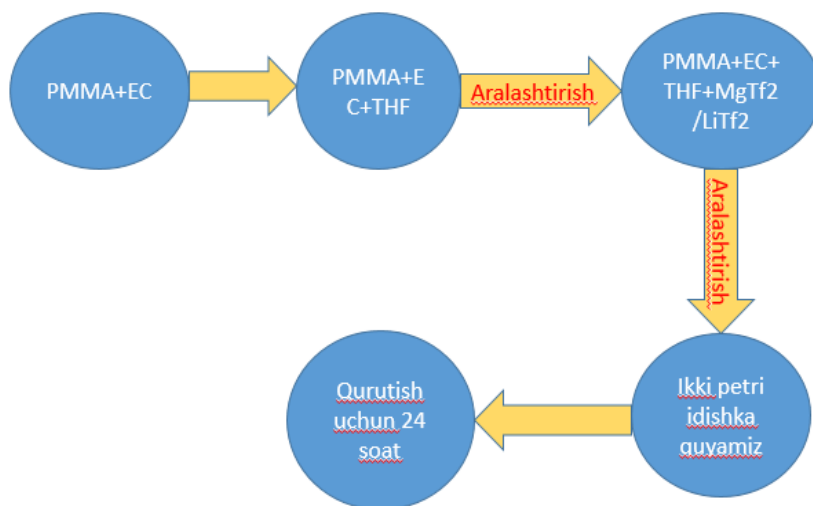 PMMA+EC
PMMA+E
C+THF
Aralashtirish
PMMA+EC+
THF+MgTf2
/LiTf2
Aralashtirish
Ikki petri
idishka
quyamiz
Qurutish
uchun 24
soat